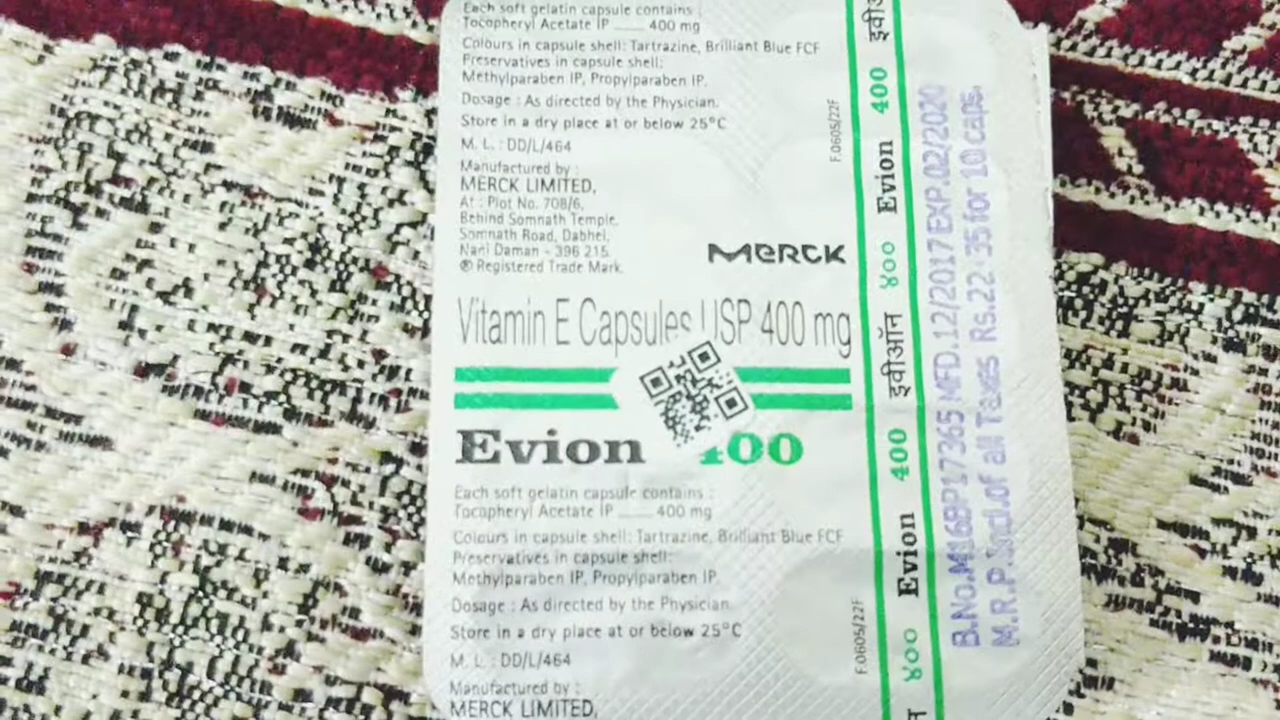 Each soft gelatin capsule contains
Tocopheryl Acetate IP ____ 400 mg
Colours in capsule shell: Tartrazine, Brilliant Blue FCF
Preservatives in capsule shell:
Methylparaben IP, Propylparaben IP.
Dosage : As directed by the Physician.
Store in a dry place at or below 25°C
M. L. : DD/L/464
Manufactured by :
MERCK LIMITED,
At : Plot No. 708/6,
Behind Somnath Temple,
Somnath Road, Dabhel,
Nani Daman - 396 215.
® Registered Trade Mark.
MERCK
Vitamin E Capsules USP 400 mg
Evion 400
Each soft gelatin capsule contains :
Tocopheryl Acetate IP ____ 400 mg
Colours in capsule shell: Tartrazine, Brilliant Blue FCF
Preservatives in capsule shell:
Methylparaben IP, Propylparaben IP.
Dosage : As directed by the Physician.
Store in a dry place at or below 25°C
M. L. : DD/L/464
Manufactured by :
MERCK LIMITED,
F.0605/22F
F.0605/22F
४०० Evion 400 इवीऑन ४०० Evion 400
B.No.M16BP17365 MFD.12/2017 EXP.02/2020
M.R.P.Incl.of all Taxes Rs.22-35 for 10 caps.